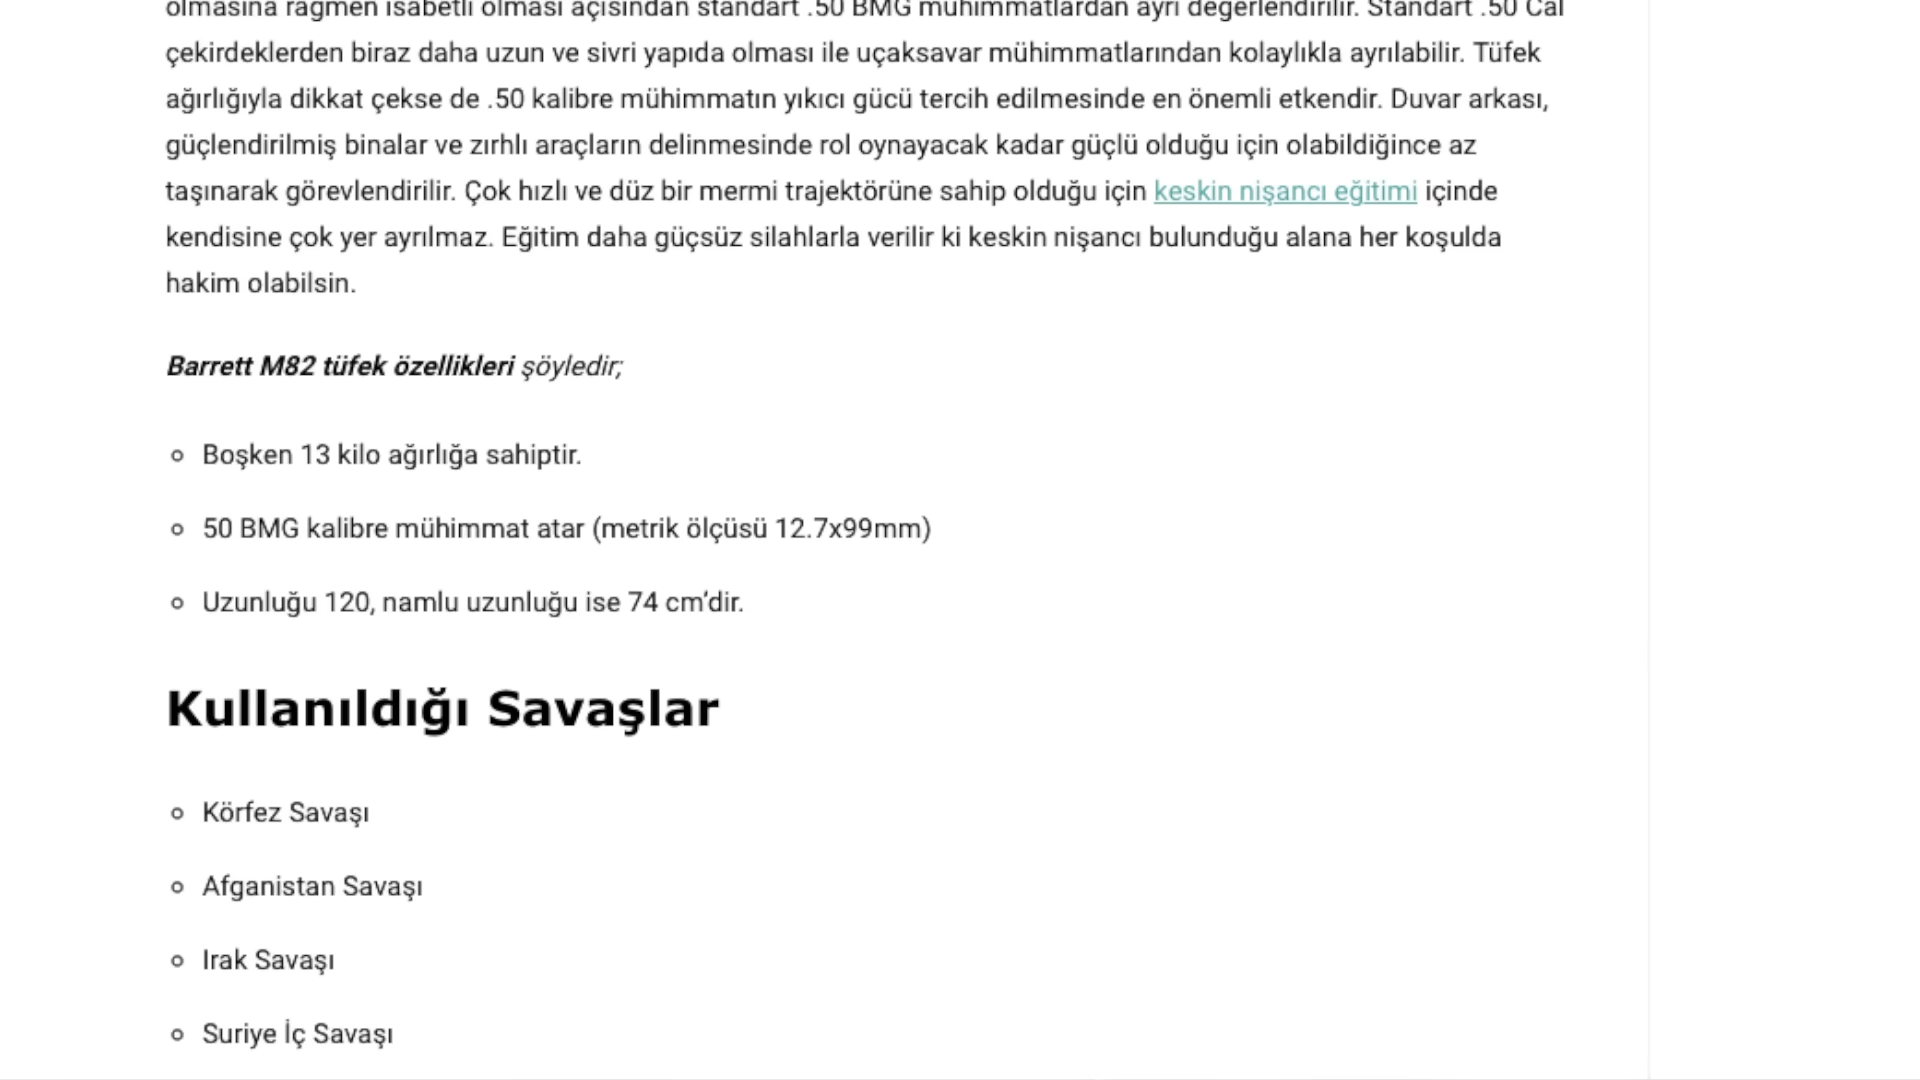 olmasına rağmen isabetli olması açısından standart .50 BMG mühimmatlardan ayrı değerlendirilir. Standart .50 Cal
çekirdeklerden biraz daha uzun ve sivri yapıda olması ile uçaksavar mühimmatlarından kolaylıkla ayrılabilir. Tüfek
ağırlığıyla dikkat çekse de .50 kalibre mühimmatın yıkıcı gücü tercih edilmesinde en önemli etkendir. Duvar arkası,
güçlendirilmiş binalar ve zırhlı araçların delinmesinde rol oynayacak kadar güçlü olduğu için olabildiğince az
taşınarak görevlendirilir. Çok hızlı ve düz bir mermi trajektörüne sahip olduğu için keskin nişancı eğitimi içinde
kendisine çok yer ayrılmaz. Eğitim daha güçsüz silahlarla verilir ki keskin nişancı bulunduğu alana her koşulda
hakim olabilsin.
Barrett M82 tüfek özellikleri şöyledir;
Boşken 13 kilo ağırlığa sahiptir.
50 BMG kalibre mühimmat atar (metrik ölçüsü 12.7x99mm)
Uzunluğu 120, namlu uzunluğu ise 74 cm’dir.
Kullanıldığı Savaşlar
Körfez Savaşı
Afganistan Savaşı
Irak Savaşı
Suriye İç Savaşı